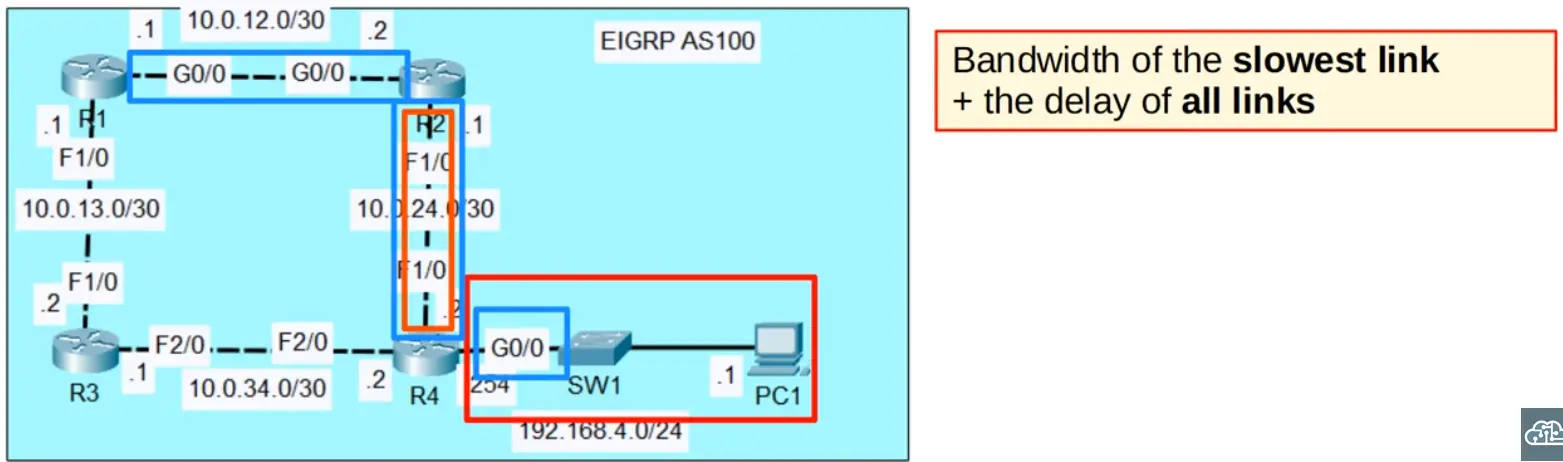 10.0.12.0/30
.1
.2
EIGRP AS100
G0/0
G0/0
R1
R2
.1
.1
F1/0
F1/0
10.0.13.0/30
10.0.24.0/30
F1/0
F1/0
.2
.2
F2/0
F2/0
G0/0
R3
.1
.2
10.0.34.0/30
R4
254
SW1
.1
PC1
192.168.4.0/24
Bandwidth of the slowest link
+ the delay of all links